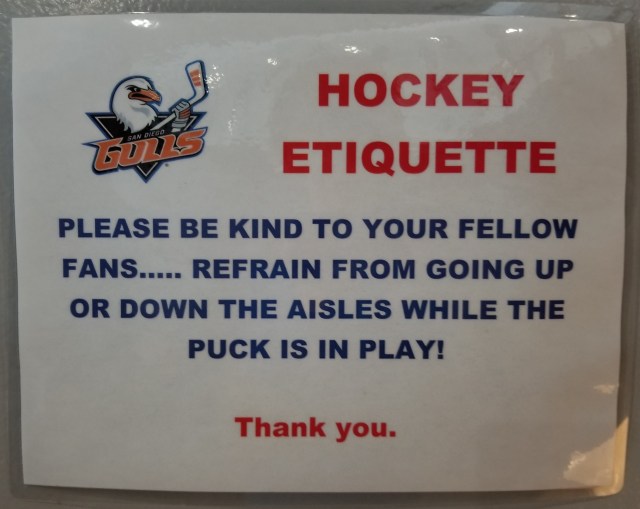 HOCKEY
ETIQUETTE
SAN DIEGO
GULLS
PLEASE BE KIND TO YOUR FELLOW
FANS..... REFRAIN FROM GOING UP
OR DOWN THE AISLES WHILE THE
PUCK IS IN PLAY!
Thank you.